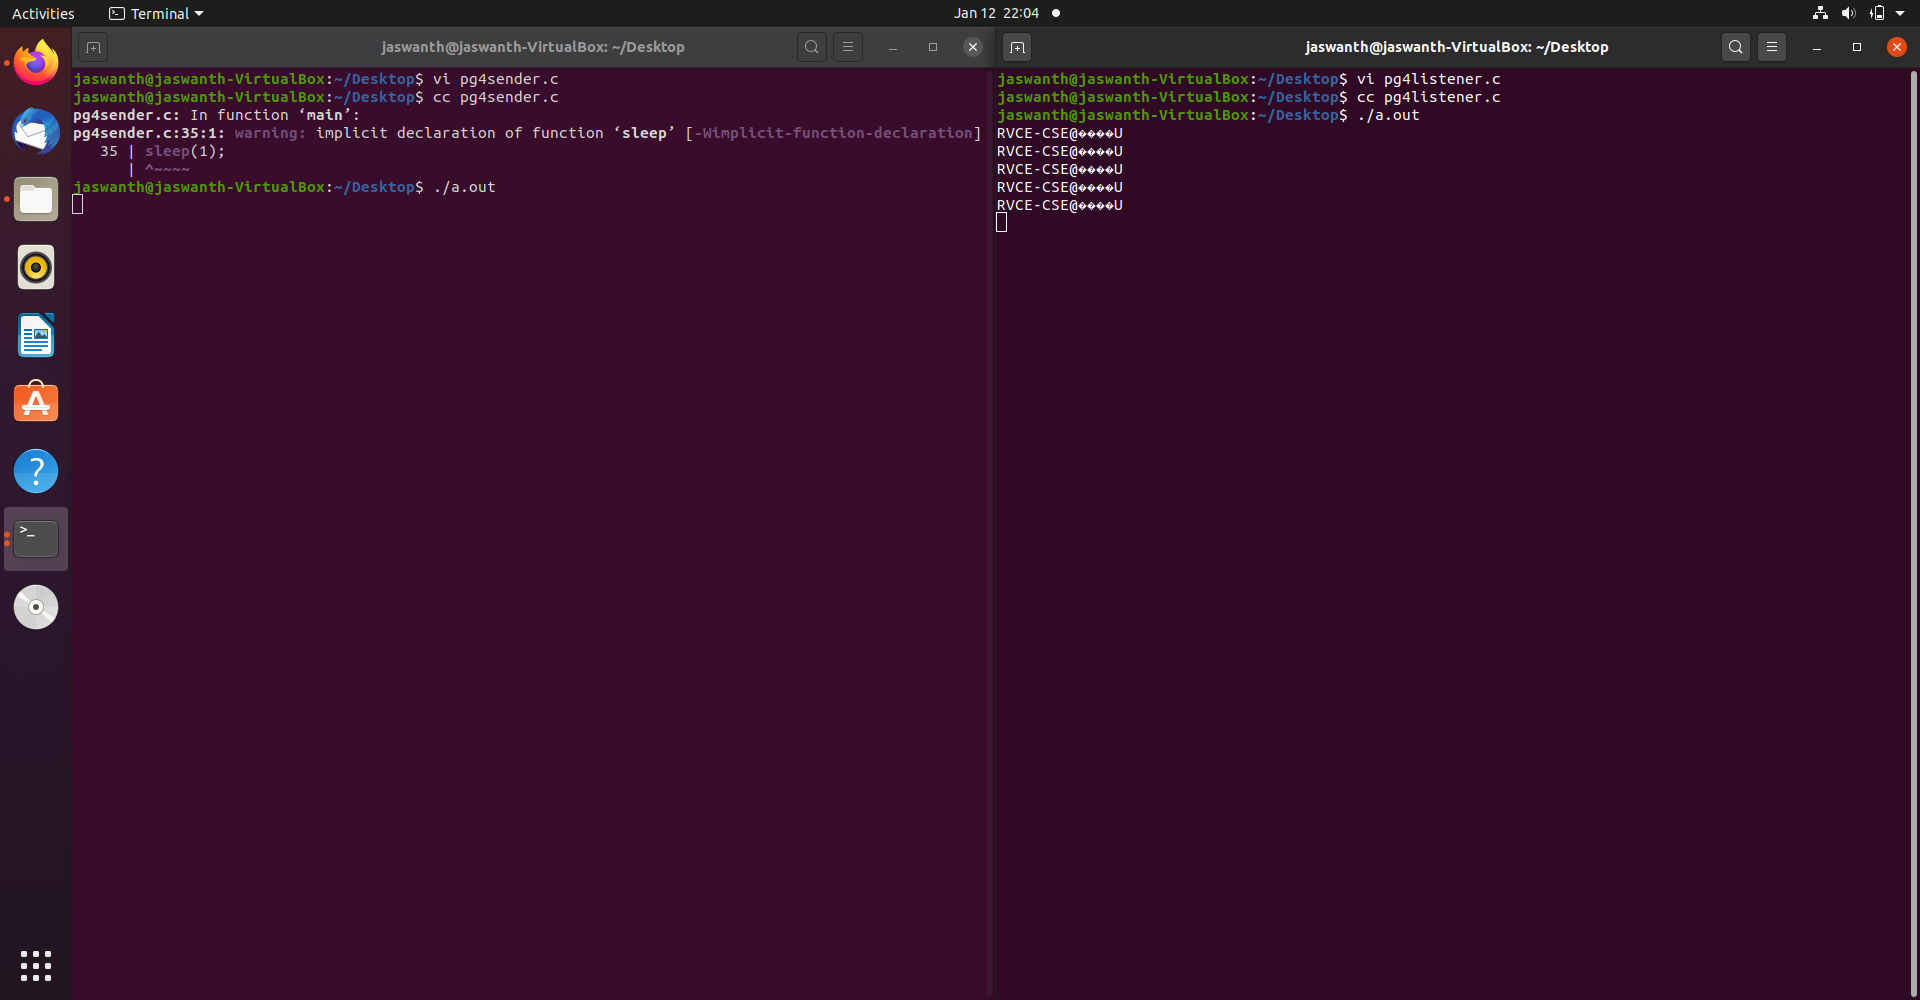 Activities
Terminal
Jan 12 22:04
jaswanth@jaswanth-VirtualBox: ~/Desktop
jaswanth@jaswanth-VirtualBox:~/Desktop$ vi pg4sender.c
jaswanth@jaswanth-VirtualBox:~/Desktop$ cc pg4sender.c
pg4sender.c: In function ‘main’:
pg4sender.c:35:1: warning: implicit declaration of function ‘sleep’ [-Wimplicit-function-declaration]
   35 | sleep(1);
      | ^~~~~
jaswanth@jaswanth-VirtualBox:~/Desktop$ ./a.out
jaswanth@jaswanth-VirtualBox: ~/Desktop
jaswanth@jaswanth-VirtualBox:~/Desktop$ vi pg4listener.c
jaswanth@jaswanth-VirtualBox:~/Desktop$ cc pg4listener.c
jaswanth@jaswanth-VirtualBox:~/Desktop$ ./a.out
RVCE-CSE@����U
RVCE-CSE@����U
RVCE-CSE@����U
RVCE-CSE@����U
RVCE-CSE@����U